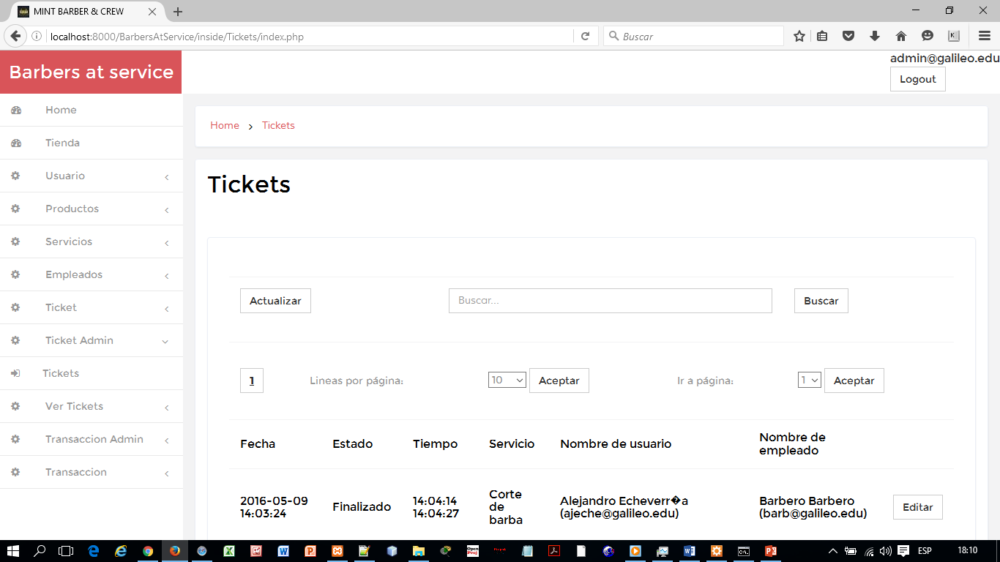 MINT BARBER & CREW
localhost:8000/BarbersAtService/inside/Tickets/index.php
Buscar
Barbers at service
admin@galileo.edu
Logout
Home
Tienda
Usuario
Productos
Servicios
Empleados
Ticket
Ticket Admin
Tickets
Ver Tickets
Transaccion Admin
Transaccion
Home > Tickets
Tickets
Actualizar
Buscar...
Buscar
1
Lineas por página:
10
Aceptar
Ir a página:
1
Aceptar
Fecha
Estado
Tiempo
Servicio
Nombre de usuario
Nombre de
empleado
2016-05-09
14:03:24
Finalizado
14:04:14
14:04:27
Corte
de
barba
Alejandro Echeverr�a
(ajeche@galileo.edu)
Barbero Barbero
(barb@galileo.edu)
Editar
ESP
18:10